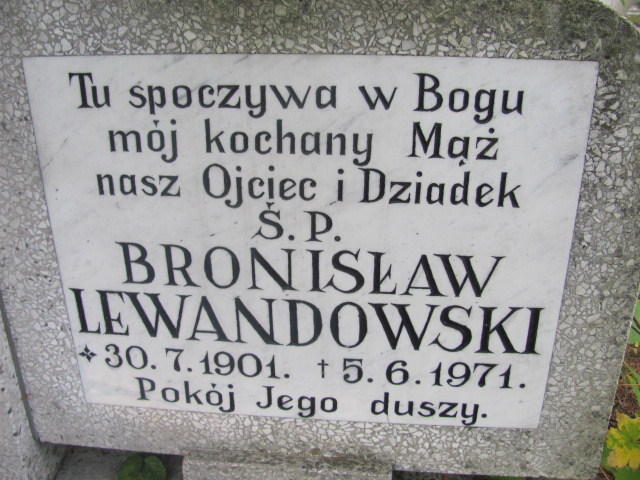 Tu spoczywa w Bogu
mój kochany Mąż
nasz Ojciec i Dziadek
Ś.P.
BRONISŁAW
LEWANDOWSKI
* 30.7.1901. † 5.6.1971.
Pokój Jego duszy.